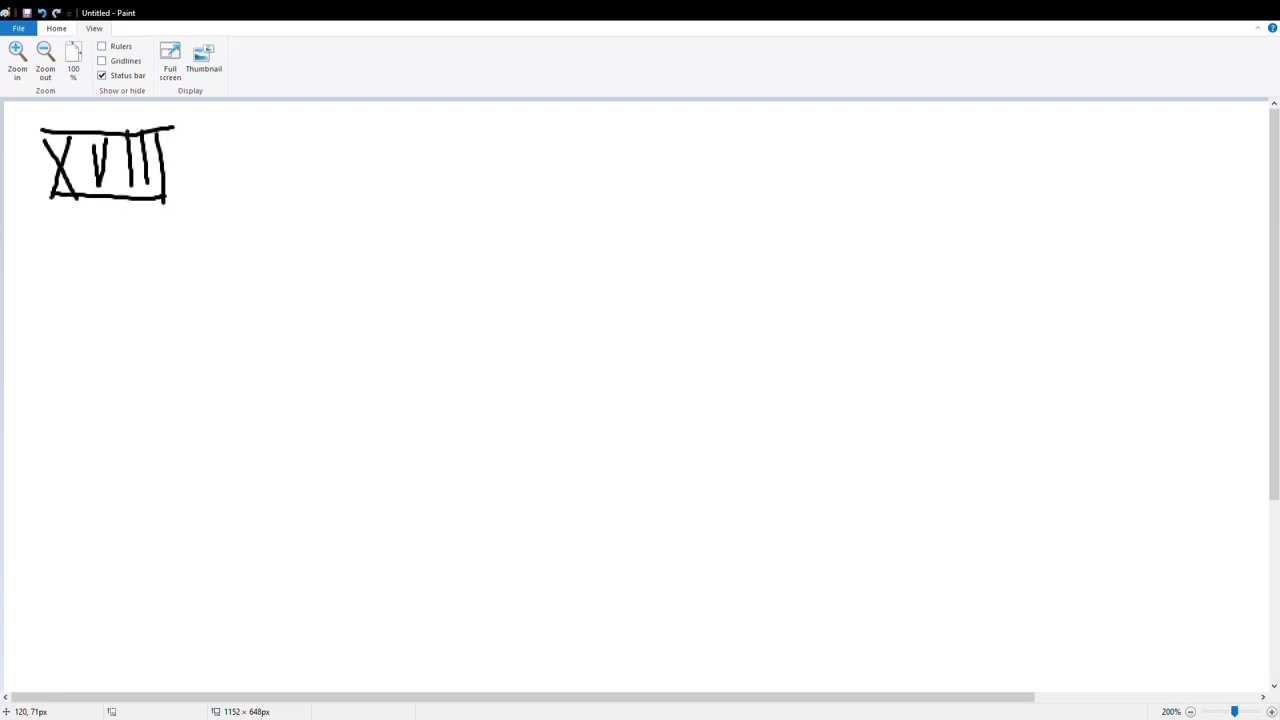 Untitled - Paint
File Home View
Zoom in
Zoom out
100 %
Rulers
Gridlines
Status bar
Full screen
Thumbnail
Zoom
Show or hide
Display
XVIII
120, 71px
1152 × 648px
200%